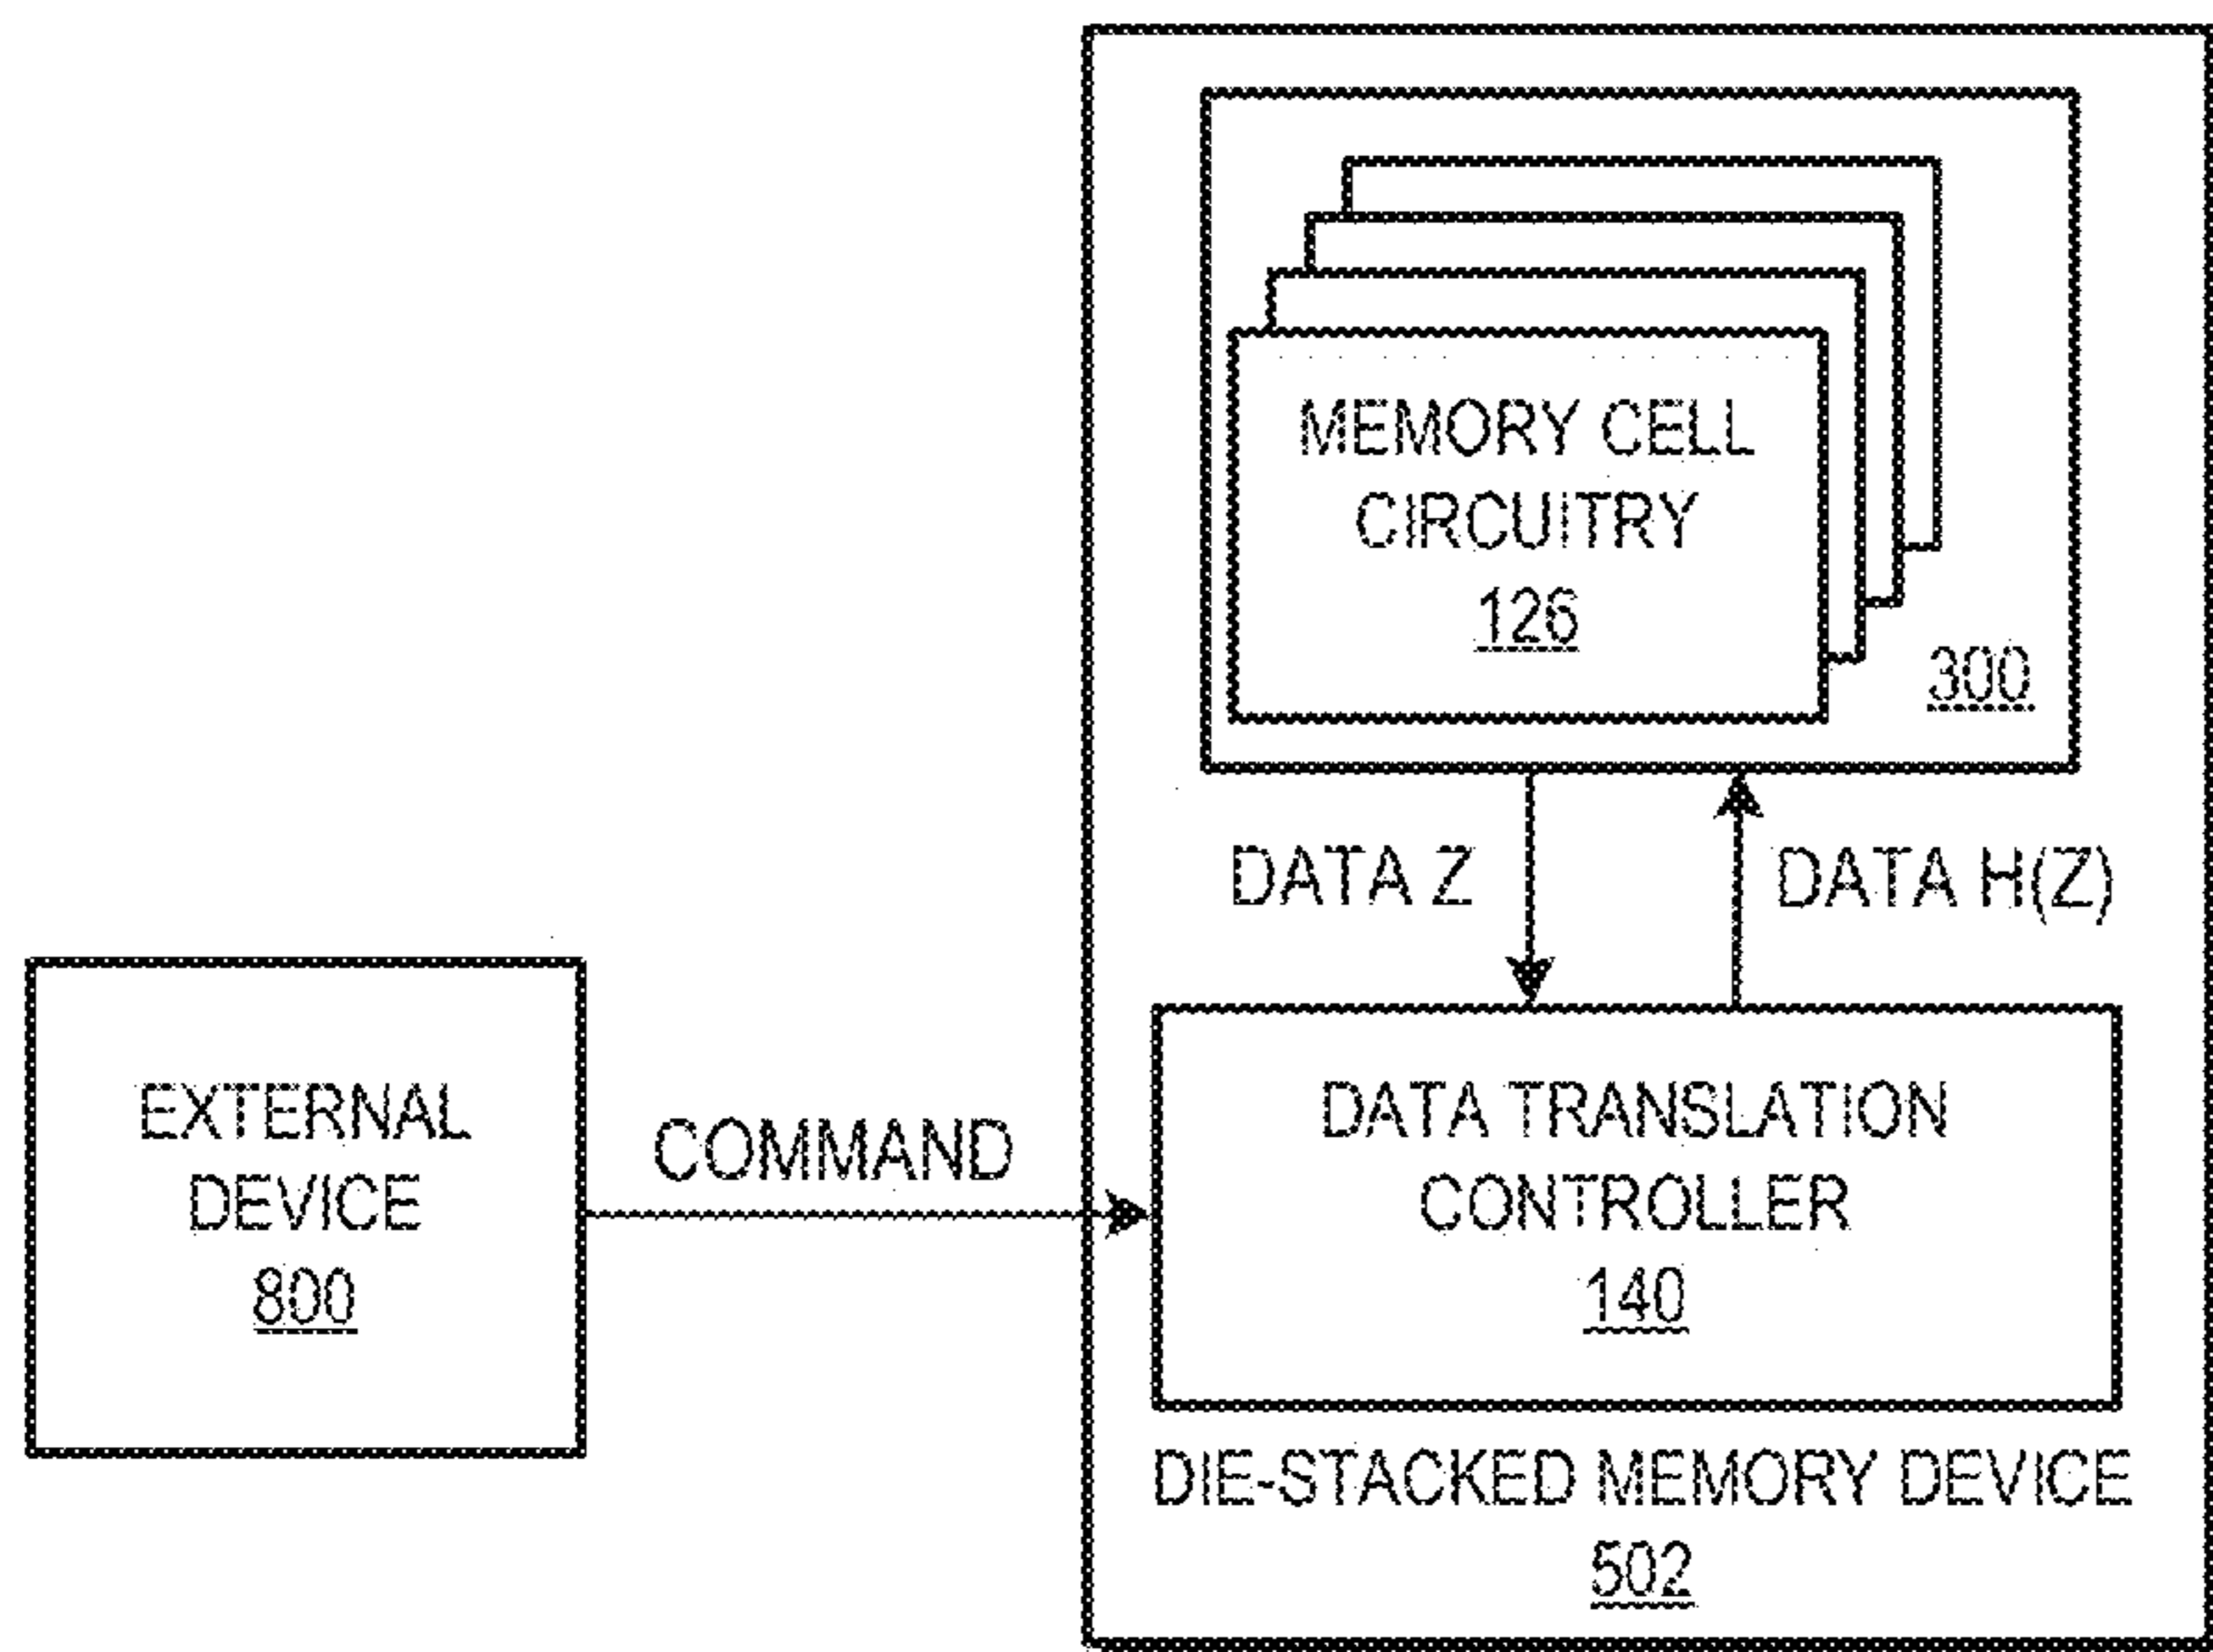 MEMORY CELL
CIRCUITRY
126
300
DATA Z
DATA H(Z)
EXTERNAL
DEVICE
800
COMMAND
DATA TRANSLATION
CONTROLLER
140
DIE-STACKED MEMORY DEVICE
502